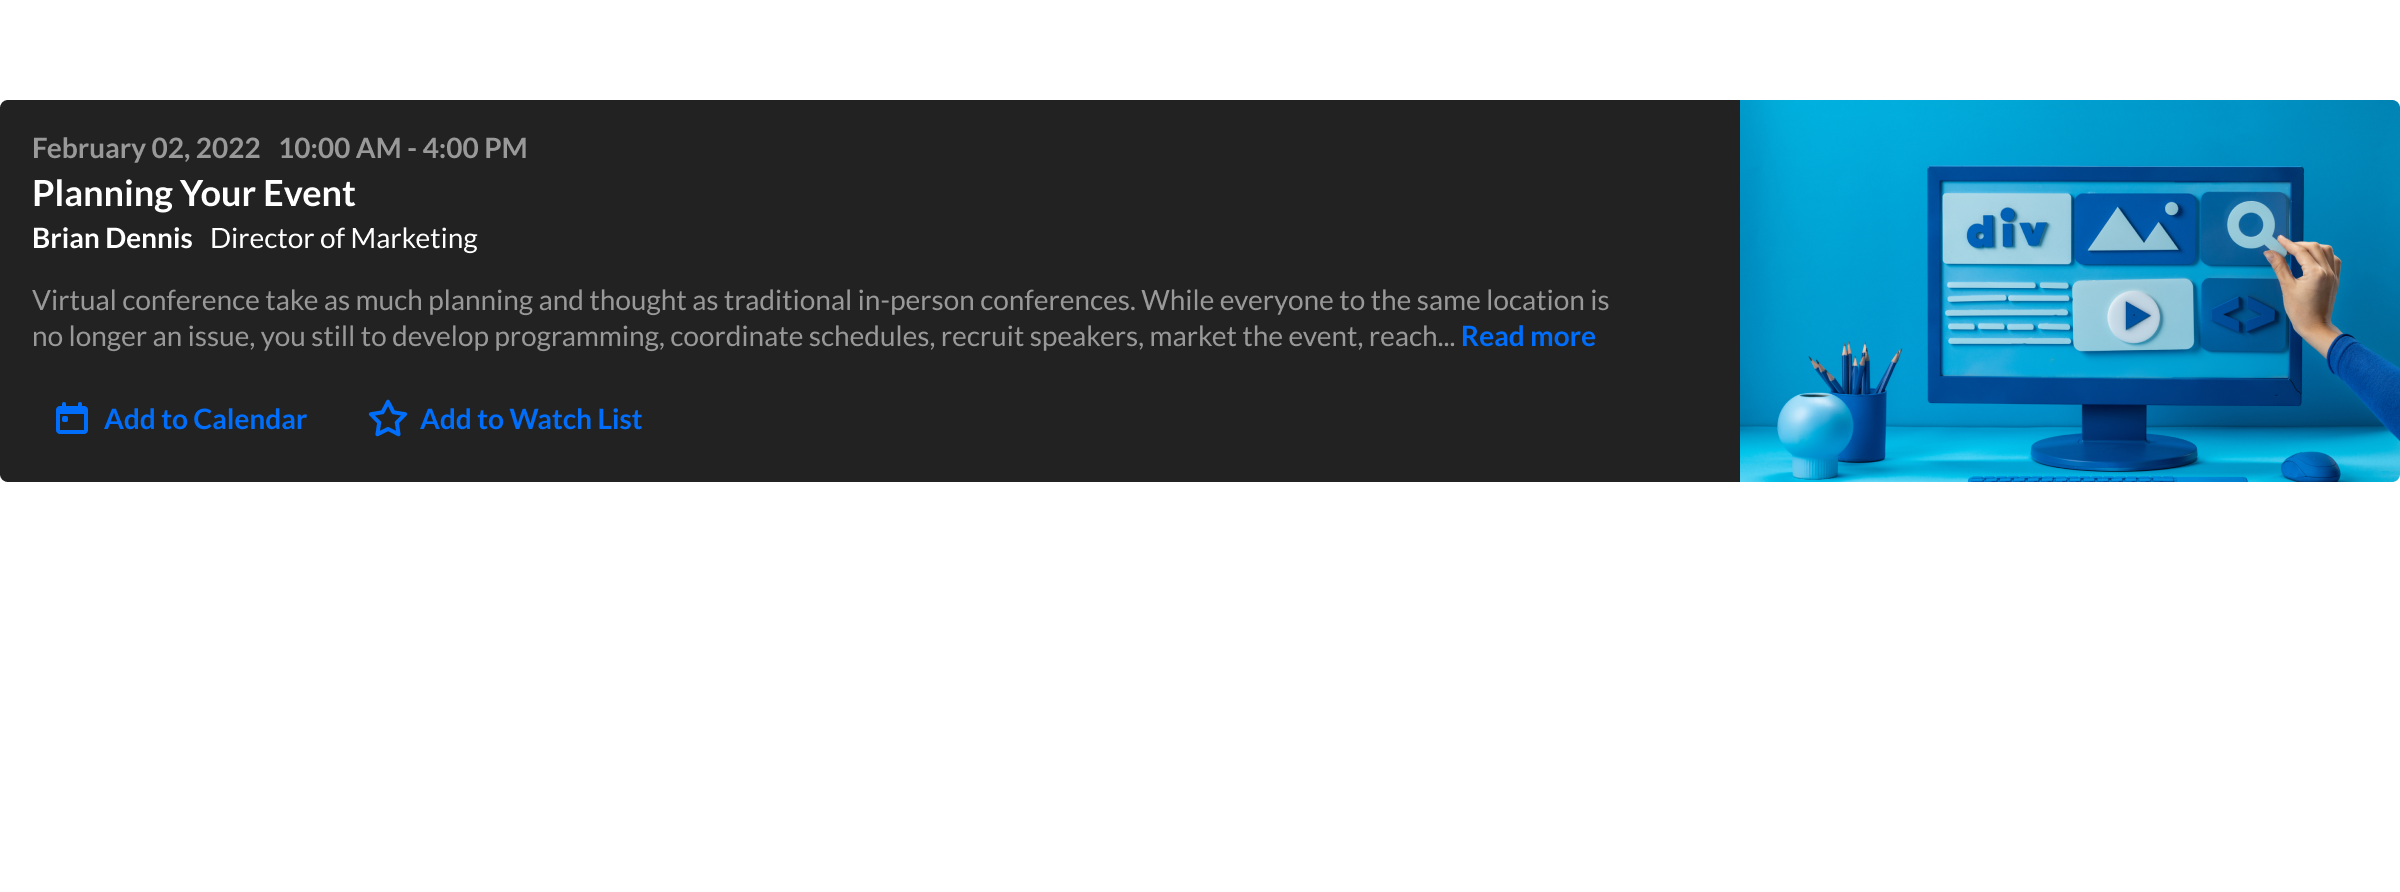 February 02, 2022 10:00 AM - 4:00 PM
Planning Your Event
Brian Dennis Director of Marketing
Virtual conference take as much planning and thought as traditional in-person conferences. While everyone to the same location is
no longer an issue, you still to develop programming, coordinate schedules, recruit speakers, market the event, reach... Read more
Add to Calendar Add to Watch List
div